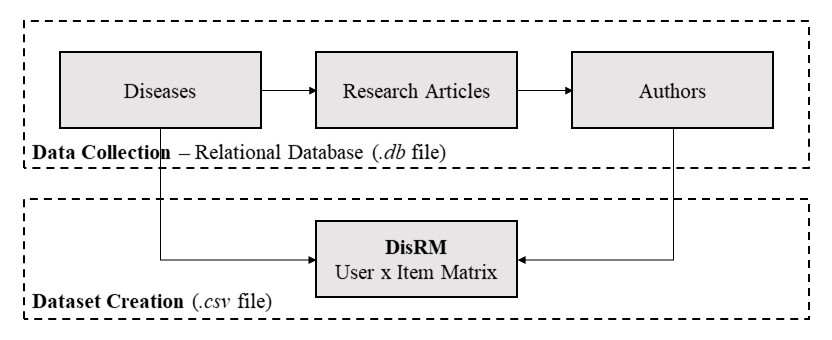 Diseases
Research Articles
Authors
Data Collection – Relational Database (.db file)
DisRM
User x Item Matrix
Dataset Creation (.csv file)